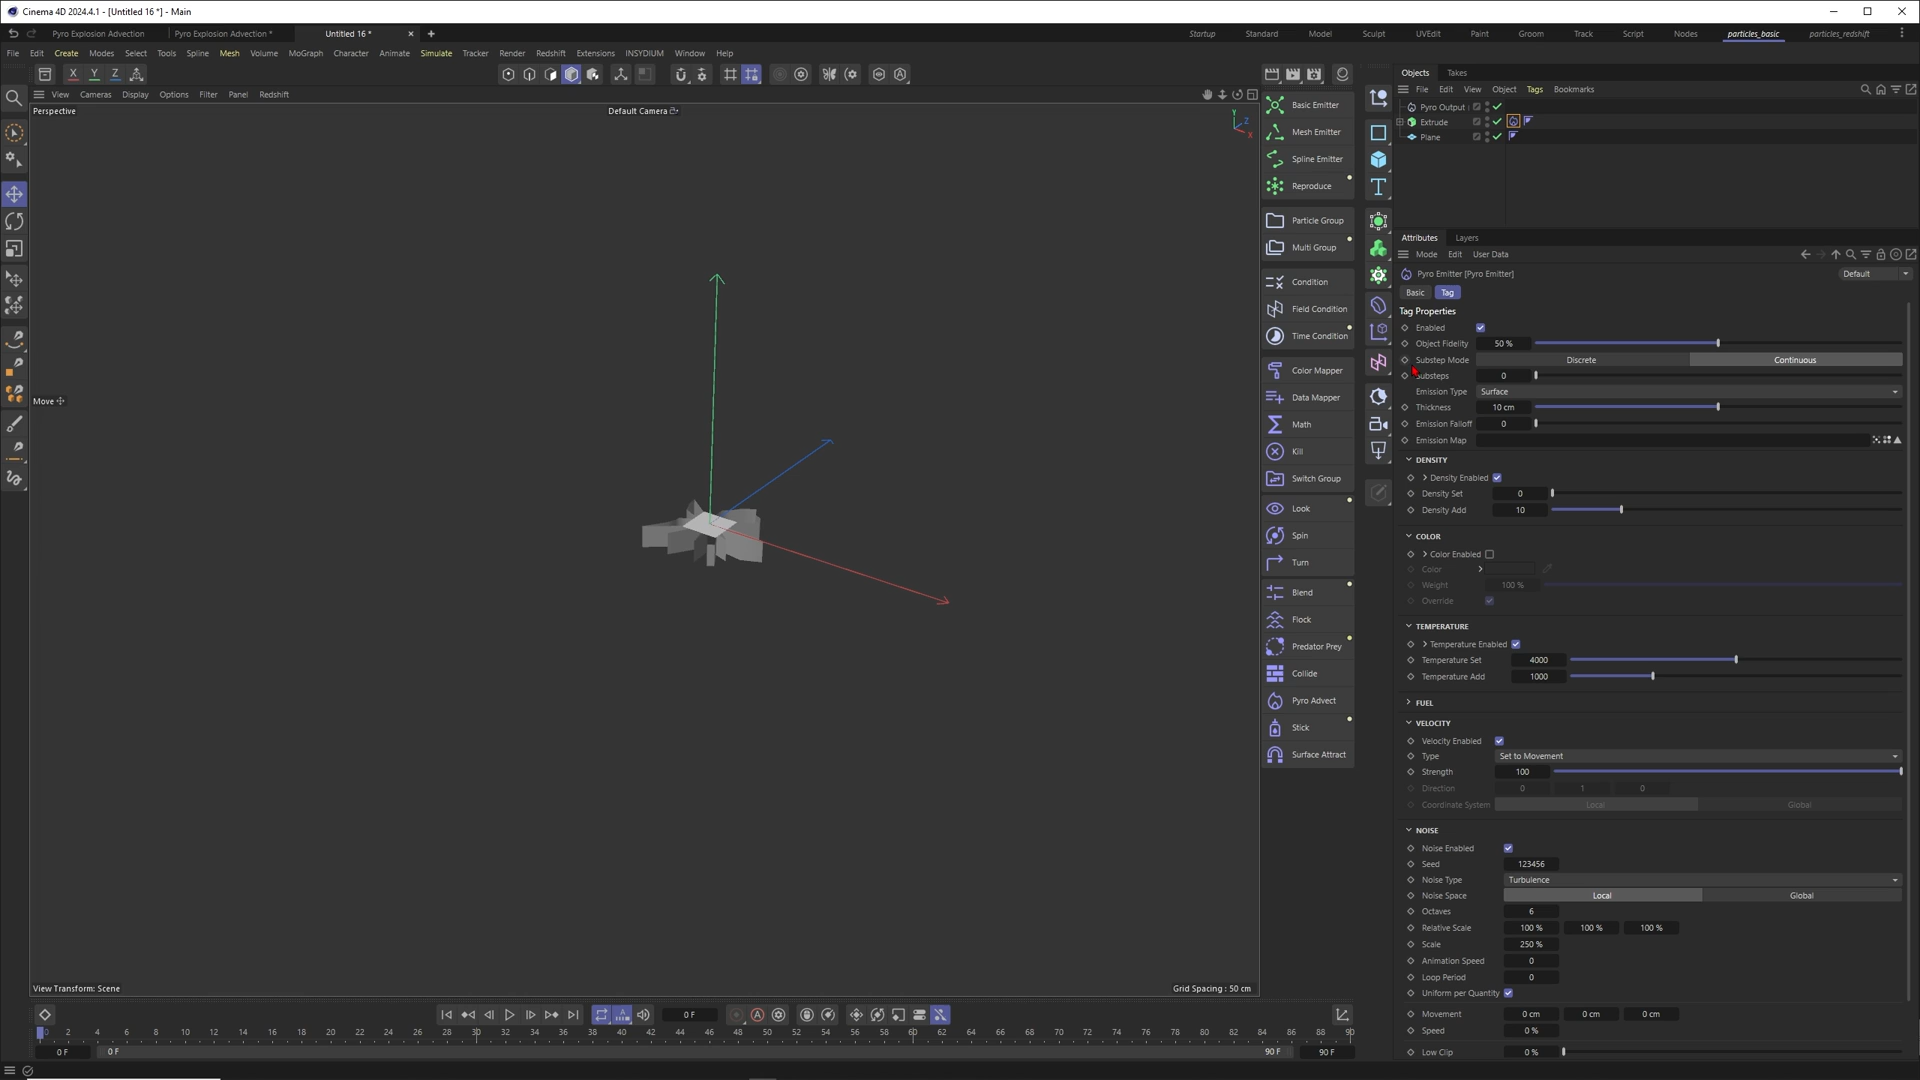 Cinema 4D 2024.4.1 - [Untitled 16 *] - Main
Pyro Explosion Advection
Pyro Explosion Advection *
Untitled 16 *
Startup
Standard
Model
Sculpt
UVEdit
Paint
Groom
Track
Script
Nodes
particles_basic
particles_redshift
File Edit Create Modes Select Tools Spline Mesh Volume MoGraph Character Animate Simulate Tracker Render Redshift Extensions INSYDIUM Window Help
X Y Z
View Cameras Display Options Filter Panel Redshift
Perspective
Default Camera
Y
Z
X
Move
View Transform: Scene
Grid Spacing : 50 cm
Basic Emitter
Mesh Emitter
Spline Emitter
Reproduce
Particle Group
Multi Group
Condition
Field Condition
Time Condition
Color Mapper
Data Mapper
Math
Kill
Switch Group
Look
Spin
Turn
Blend
Flock
Predator Prey
Collide
Pyro Advect
Stick
Surface Attract
Objects
Takes
File Edit View Object Tags Bookmarks
Pyro Output
Extrude
Plane
Attributes
Layers
Mode Edit User Data
Pyro Emitter [Pyro Emitter]
Default
Basic
Tag
Tag Properties
Enabled
Object Fidelity 50 %
Substep Mode Discrete Continuous
Substeps 0
Emission Type Surface
Thickness 10 cm
Emission Falloff 0
Emission Map
DENSITY
Density Enabled
Density Set 0
Density Add 10
COLOR
Color Enabled
Color
Weight 100 %
Override
TEMPERATURE
Temperature Enabled
Temperature Set 4000
Temperature Add 1000
FUEL
VELOCITY
Velocity Enabled
Type Set to Movement
Strength 100
Direction 0 1 0
Coordinate System Local Global
NOISE
Noise Enabled
Seed 123456
Noise Type Turbulence
Noise Space Local Global
Octaves 6
Relative Scale 100 % 100 % 100 %
Scale 250 %
Animation Speed 0
Loop Period 0
Uniform per Quantity
Movement 0 cm 0 cm 0 cm
Speed 0 %
Low Clip 0 %
0 F
0 2 4 6 8 10 12 14 16 18 20 22 24 26 28 30 32 34 36 38 40 42 44 46 48 50 52 54 56 58 60 62 64 66 68 70 72 74 76 78 80 82 84 86 88 90
0 F
0 F
90 F
90 F